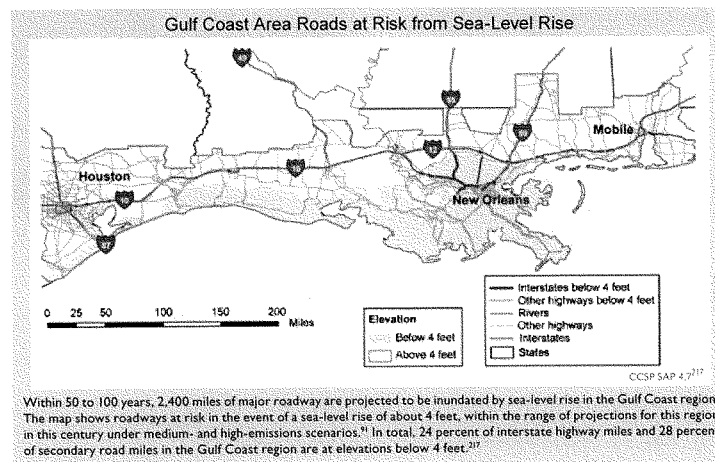 Gulf Coast Area Roads at Risk from Sea-Level Rise
Mobile
Houston
New Orleans
0 25 50 100 150 200
Miles
Elevation
Below 4 feet
Above 4 feet
Interstates below 4 feet
Other highways below 4 feet
Rivers
Other highways
Interstates
States
CCSP SAP 4.7217
Within 50 to 100 years, 2,400 miles of major roadway are projected to be inundated by sea-level rise in the Gulf Coast region
The map shows roadways at risk in the event of a sea-level rise of about 4 feet, within the range of projections for this region
in this century under medium- and high-emissions scenarios.91 In total, 24 percent of interstate highway miles and 28 percen
of secondary road miles in the Gulf Coast region are at elevations below 4 feet.217